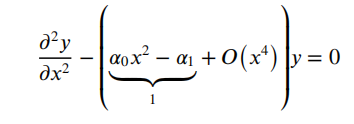 ∂²y/∂x² − (α₀x² − α₁ + O(x⁴)) y = 0
1